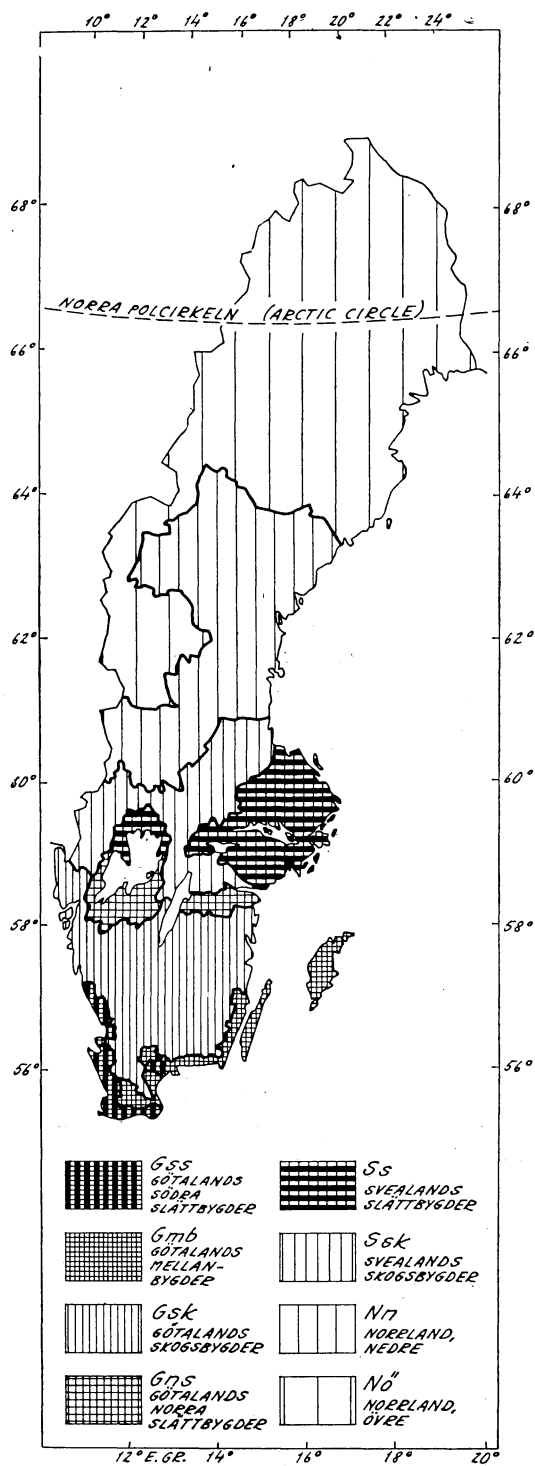 10° 12° 14° 16° 18° 20° 22° 24°
68° 68°
NORRA POLCIRKELN (ARCTIC CIRCLE)
66° 66°
64° 64°
62° 62°
60° 60°
58° 58°
56° 56°
Gss
GÖTALANDS
SÖDRA
SLÄTTBYGDER
Ss
SVEALANDS
SLÄTTBYGDER
Gmb
GÖTALANDS
MELLAN-
BYGDER
Ssk
SVEALANDS
SKOGSBYGDER
Gsk
GÖTALANDS
SKOGSBYGDER
Nn
NORRLAND,
NEDRE
Gns
GÖTALANDS
NORRA
SLÄTTBYGDER
Nö
NORRLAND,
ÖVRE
12° E.GR. 14° 16° 18° 20°